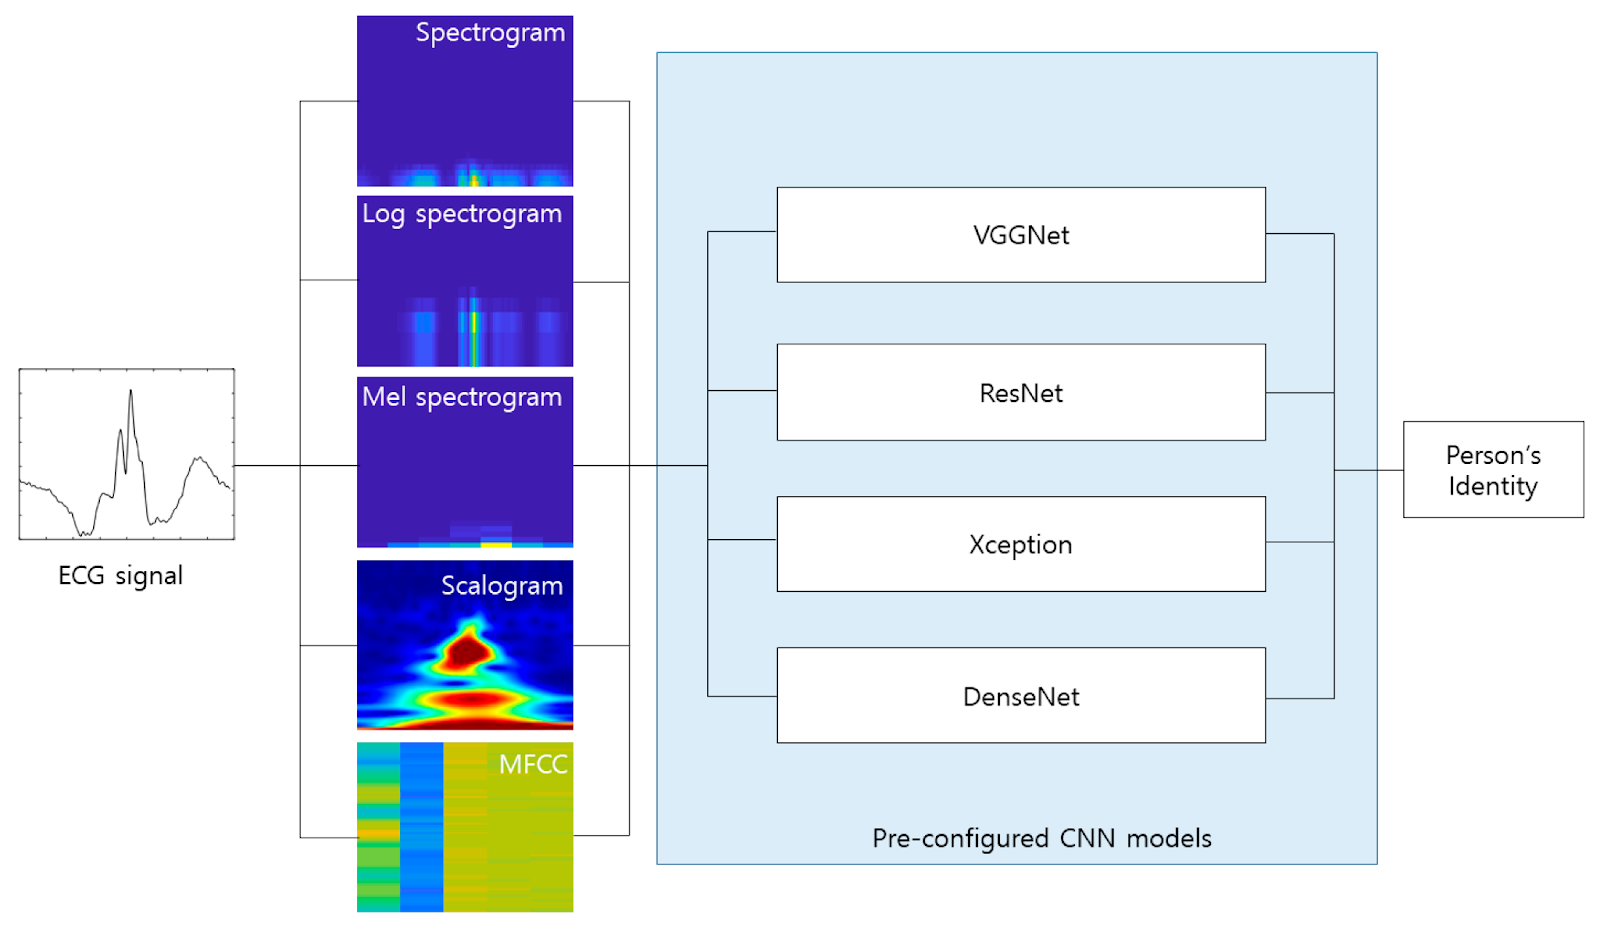 Spectrogram
Log spectrogram
Mel spectrogram
Scalogram
MFCC
ECG signal
VGGNet
ResNet
Xception
DenseNet
Pre-configured CNN models
Person’s
Identity